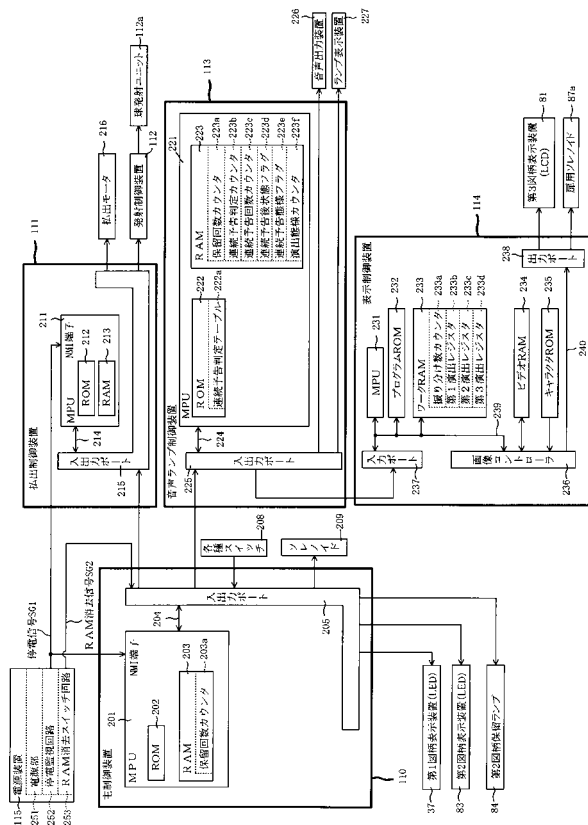 電源装置
115
電源部
251
停電監視回路
252
RAM消去スイッチ回路
253
停電信号SG1
RAM消去信号SG2
払出制御装置
111
211
MPU
NMI端子
ROM
212
RAM
213
214
入出力ポート
215
216
払出モータ
112
発射制御装置
112a
球発射ユニット
主制御装置
110
201
MPU
NMI端子
ROM
202
RAM
203
保留回数カウンタ
203a
204
入出力ポート
205
各種スイッチ
208
ソレノイド
209
37
第1図柄表示装置(LED)
83
第2図柄表示装置(LED)
84
第2図柄保留ランプ
音声ランプ制御装置
113
221
MPU
ROM
222
連続予告判定テーブル
222a
RAM
223
保留回数カウンタ
223a
連続予告判定カウンタ
223b
連続予告回数カウンタ
223c
連続予告後状態フラグ
223d
連続予告態様フラグ
223e
演出態様カウンタ
223f
224
入出力ポート
225
226
音声出力装置
227
ランプ表示装置
表示制御装置
114
MPU
231
プログラムROM
232
ワークRAM
233
振り分け数カウンタ
233a
第1演出レジスタ
233b
第2演出レジスタ
233c
第3演出レジスタ
233d
ビデオRAM
234
キャラクタROM
235
画像コントローラ
236
入力ポート
237
出力ポート
238
239
240
第3図柄表示装置
(LCD)
81
扉用ソレノイド
87a